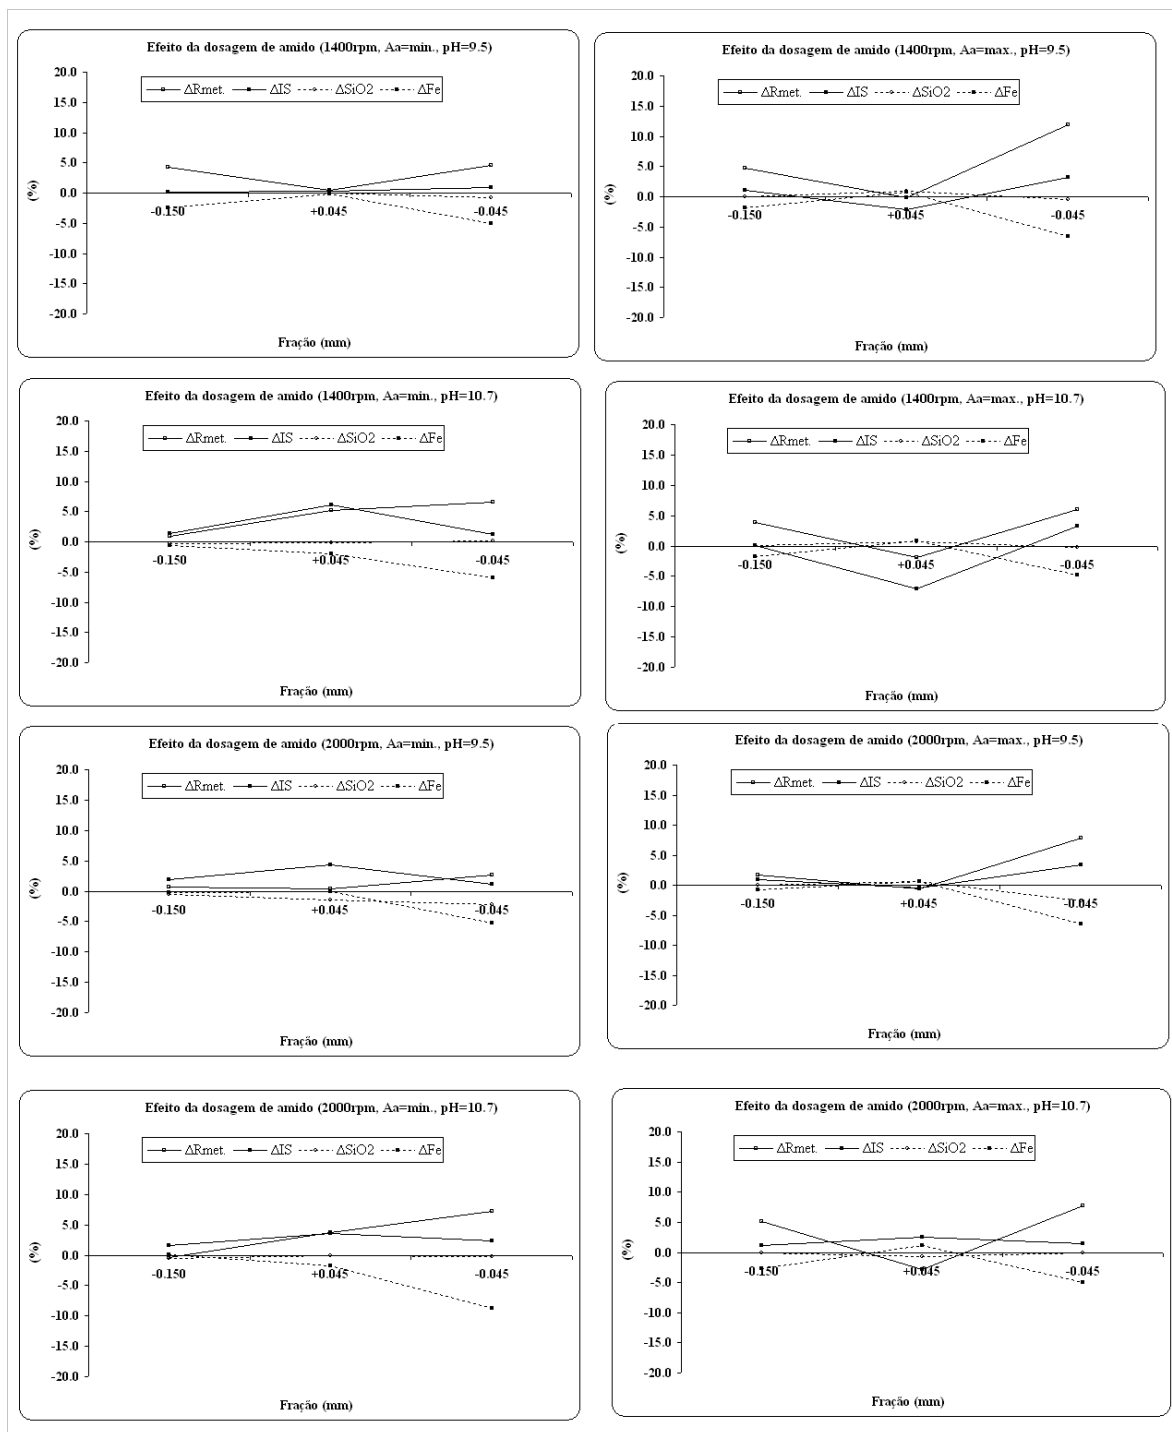 Efeito da dosagem de amido (1400rpm, Aa=min., pH=9.5)
20.0
15.0
10.0
5.0
0.0
-5.0
-10.0
-15.0
-20.0
(%)
ΔRmet. ΔIS ΔSiO2 ΔFe
-0.150 +0.045 -0.045
Fração (mm)
Efeito da dosagem de amido (1400rpm, Aa=max., pH=9.5)
20.0
15.0
10.0
5.0
0.0
-5.0
-10.0
-15.0
-20.0
(%)
ΔRmet. ΔIS ΔSiO2 ΔFe
-0.150 +0.045 -0.045
Fração (mm)
Efeito da dosagem de amido (1400rpm, Aa=min., pH=10.7)
20.0
15.0
10.0
5.0
0.0
-5.0
-10.0
-15.0
-20.0
(%)
ΔRmet. ΔIS ΔSiO2 ΔFe
-0.150 +0.045 -0.045
Fração (mm)
Efeito da dosagem de amido (1400rpm, Aa=max., pH=10.7)
20.0
15.0
10.0
5.0
0.0
-5.0
-10.0
-15.0
-20.0
(%)
ΔRmet. ΔIS ΔSiO2 ΔFe
-0.150 +0.045 -0.045
Fração (mm)
Efeito da dosagem de amido (2000rpm, Aa=min., pH=9.5)
20.0
15.0
10.0
5.0
0.0
-5.0
-10.0
-15.0
-20.0
(%)
ΔRmet. ΔIS ΔSiO2 ΔFe
-0.150 +0.045 -0.045
Fração (mm)
Efeito da dosagem de amido (2000rpm, Aa=max., pH=9.5)
20.0
15.0
10.0
5.0
0.0
-5.0
-10.0
-15.0
-20.0
(%)
ΔRmet. ΔIS ΔSiO2 ΔFe
-0.150 +0.045 -0.045
Fração (mm)
Efeito da dosagem de amido (2000rpm, Aa=min., pH=10.7)
20.0
15.0
10.0
5.0
0.0
-5.0
-10.0
-15.0
-20.0
(%)
ΔRmet. ΔIS ΔSiO2 ΔFe
-0.150 +0.045 -0.045
Fração (mm)
Efeito da dosagem de amido (2000rpm, Aa=max., pH=10.7)
20.0
15.0
10.0
5.0
0.0
-5.0
-10.0
-15.0
-20.0
(%)
ΔRmet. ΔIS ΔSiO2 ΔFe
-0.150 +0.045 -0.045
Fração (mm)